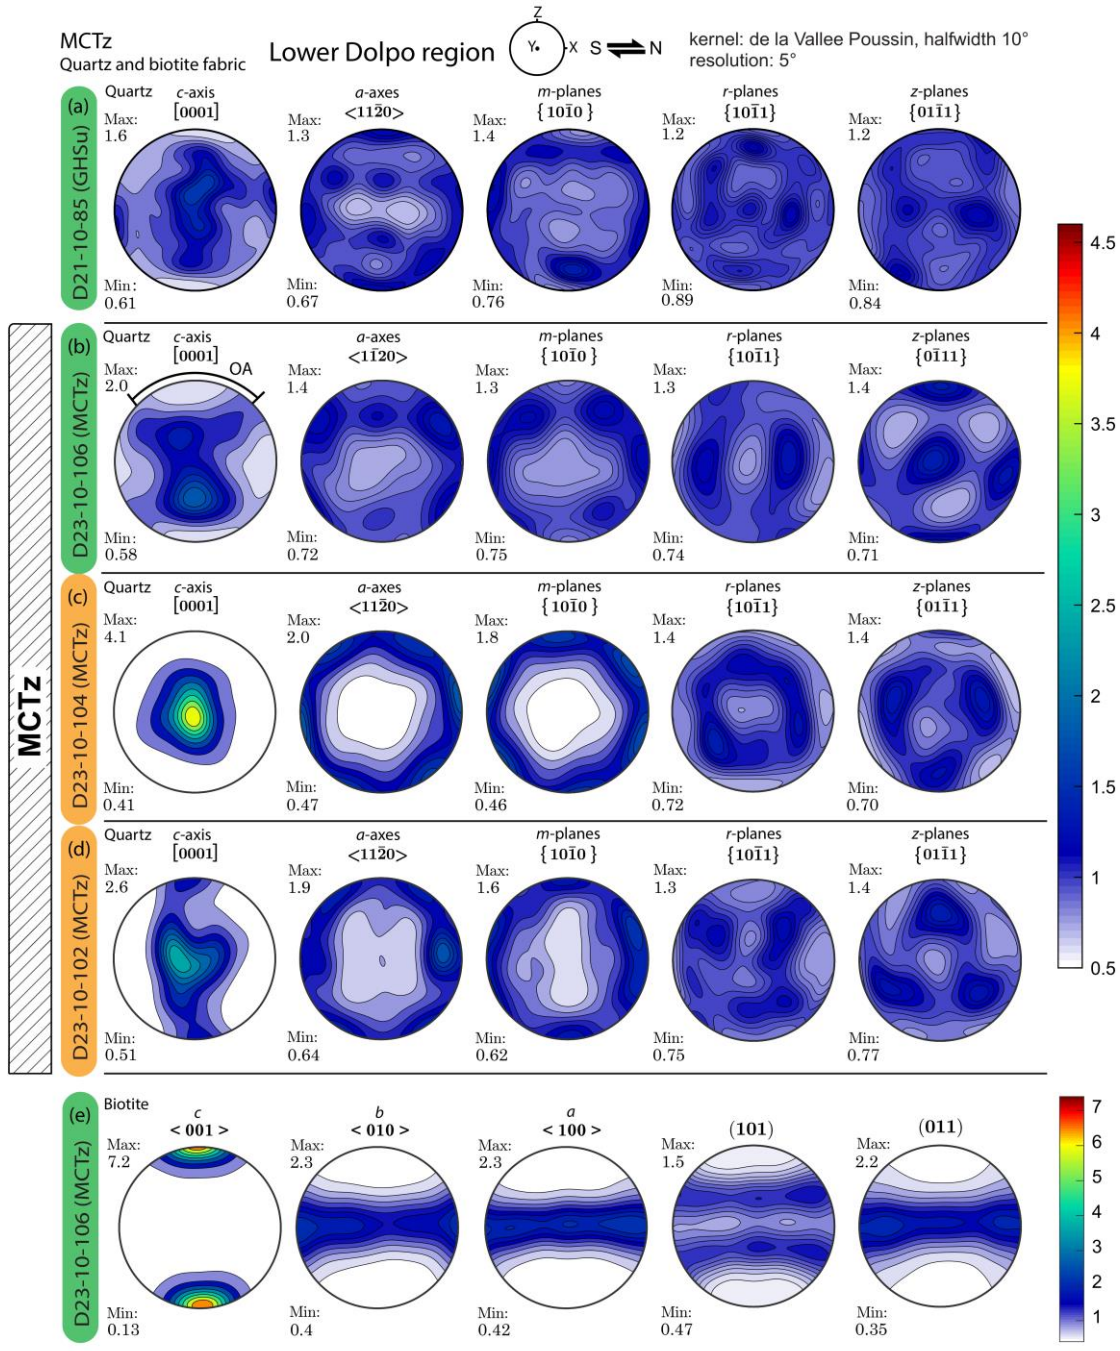 MCTz
Quartz and biotite fabric
Lower Dolpo region
Z
Y
X
S
N
kernel: de la Vallee Poussin, halfwidth 10°
resolution: 5°
(a)
D21-10-85 (GHSu)
Quartz
c-axis
[0001]
Max:
1.6
Min:
0.61
a-axes
<112̅0>
Max:
1.3
Min:
0.67
m-planes
{101̅0}
Max:
1.4
Min:
0.76
r-planes
{101̅1}
Max:
1.2
Min:
0.89
z-planes
{011̅1}
Max:
1.2
Min:
0.84
MCTz
(b)
D23-10-106 (MCTz)
Quartz
c-axis
[0001]
Max:
2.0
OA
Min:
0.58
a-axes
<11̅20>
Max:
1.4
Min:
0.72
m-planes
{101̅0}
Max:
1.3
Min:
0.75
r-planes
{101̅1}
Max:
1.3
Min:
0.74
z-planes
{01̅11}
Max:
1.4
Min:
0.71
(c)
D23-10-104 (MCTz)
Quartz
c-axis
[0001]
Max:
4.1
Min:
0.41
a-axes
<112̅0>
Max:
2.0
Min:
0.47
m-planes
{101̅0}
Max:
1.8
Min:
0.46
r-planes
{101̅1}
Max:
1.4
Min:
0.72
z-planes
{011̅1}
Max:
1.4
Min:
0.70
(d)
D23-10-102 (MCTz)
Quartz
c-axis
[0001]
Max:
2.6
Min:
0.51
a-axes
<112̅0>
Max:
1.9
Min:
0.64
m-planes
{101̅0}
Max:
1.6
Min:
0.62
r-planes
{101̅1}
Max:
1.3
Min:
0.75
z-planes
{011̅1}
Max:
1.4
Min:
0.77
4.5
4
3.5
3
2.5
2
1.5
1
0.5
(e)
D23-10-106 (MCTz)
Biotite
c
<001>
Max:
7.2
Min:
0.13
b
<010>
Max:
2.3
Min:
0.4
a
<100>
Max:
2.3
Min:
0.42
(101)
Max:
1.5
Min:
0.47
(011)
Max:
2.2
Min:
0.35
7
6
5
4
3
2
1